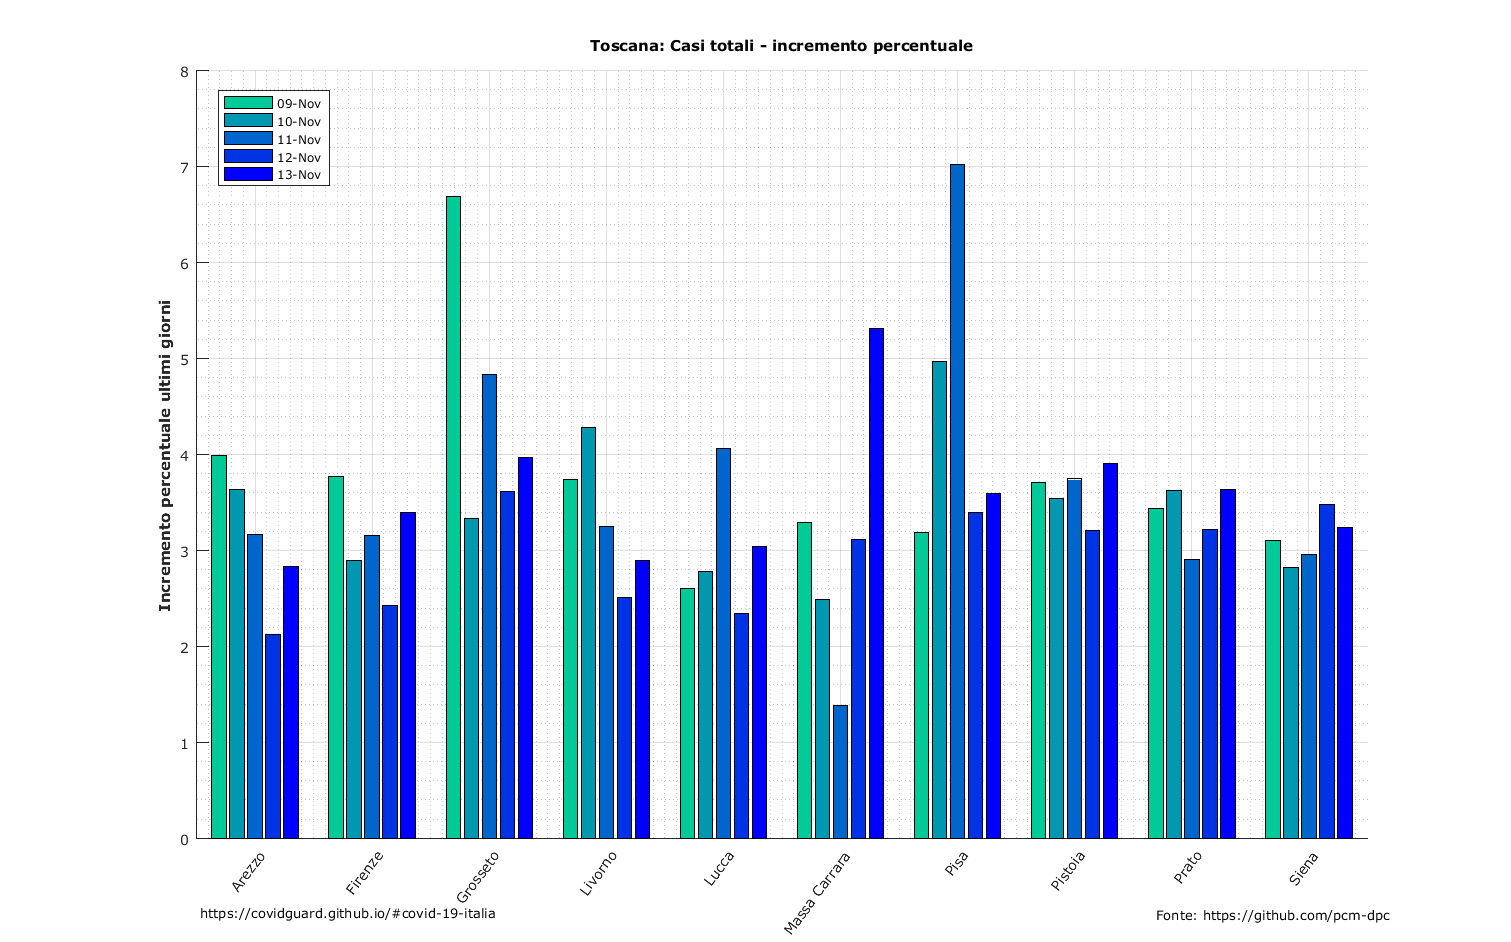 Toscana: Casi totali - incremento percentuale
8
7
6
5
4
3
2
1
0
Incremento percentuale ultimi giorni
09-Nov
10-Nov
11-Nov
12-Nov
13-Nov
Arezzo
Firenze
Grosseto
Livorno
Lucca
Massa Carrara
Pisa
Pistoia
Prato
Siena
https://covidguard.github.io/#covid-19-italia
Fonte: https://github.com/pcm-dpc